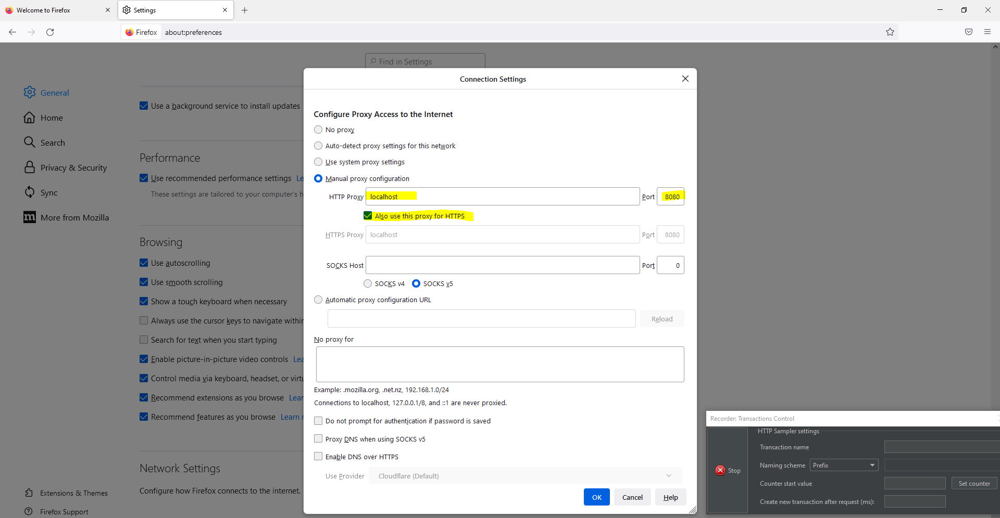 Welcome to Firefox
Settings
Firefox about:preferences
Find in Settings
General
Home
Search
Privacy & Security
Sync
m More from Mozilla
Extensions & Themes
Firefox Support
Use a background service to install updates
Performance
Use recommended performance settings Le
These settings are tailored to your computer's h
Browsing
Use autoscrolling
Use smooth scrolling
Show a touch keyboard when necessary
Always use the cursor keys to navigate within
Search for text when you start typing
Enable picture-in-picture video controls Lea
Control media via keyboard, headset, or virtu
Recommend extensions as you browse Lear
Recommend features as you browse Learn r
Network Settings
Configure how Firefox connects to the internet.
Connection Settings
Configure Proxy Access to the Internet
No proxy
Auto-detect proxy settings for this network
Use system proxy settings
Manual proxy configuration
HTTP Proxy localhost Port 8080
Also use this proxy for HTTPS
HTTPS Proxy localhost Port 8080
SOCKS Host Port 0
SOCKS v4 SOCKS v5
Automatic proxy configuration URL
Reload
No proxy for
Example: .mozilla.org, .net.nz, 192.168.1.0/24
Connections to localhost, 127.0.0.1/8, and ::1 are never proxied.
Do not prompt for authentication if password is saved
Proxy DNS when using SOCKS v5
Enable DNS over HTTPS
Use Provider Cloudflare (Default)
OK Cancel Help
Recorder: Transactions Control
Stop
HTTP Sampler settings
Transaction name
Naming scheme Prefix
Counter start value Set counter
Create new transaction after request (ms):